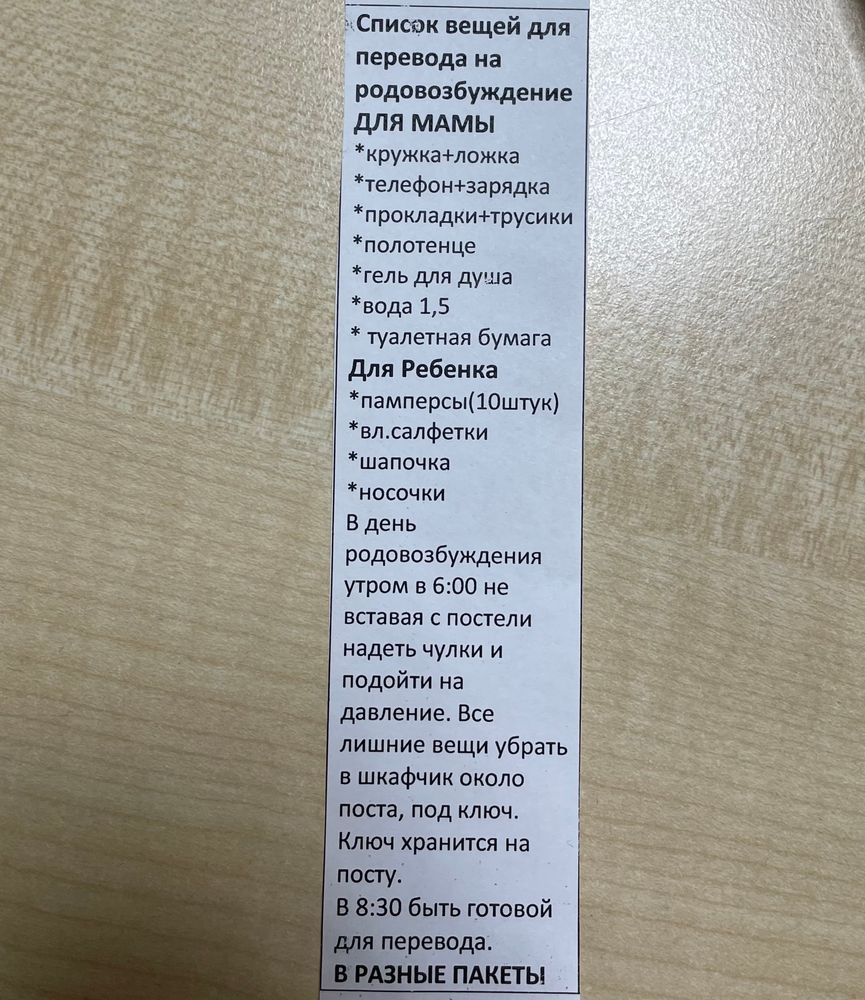 Список вещей для
перевода на
родовозбуждение
ДЛЯ МАМЫ
*кружка+ложка
*телефон+зарядка
*прокладки+трусики
*полотенце
*гель для душа
*вода 1,5
* туалетная бумага
Для Ребенка
*памперсы(10штук)
*вл.салфетки
*шапочка
*носочки
В день
родовозбуждения
утром в 6:00 не
вставая с постели
надеть чулки и
подойти на
давление. Все
лишние вещи убрать
в шкафчик около
поста, под ключ.
Ключ хранится на
посту.
В 8:30 быть готовой
для перевода.
В РАЗНЫЕ ПАКЕТЫ